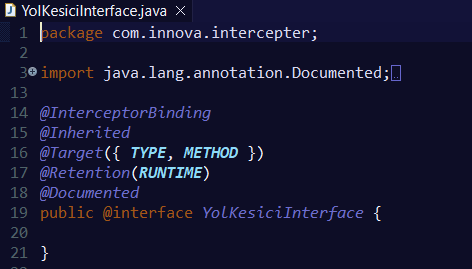 YolKesiciInterface.java
1 package com.innova.intercepter;
2
3 import java.lang.annotation.Documented;
13
14 @InterceptorBinding
15 @Inherited
16 @Target({ TYPE, METHOD })
17 @Retention(RUNTIME)
18 @Documented
19 public @interface YolKesiciInterface {
20
21 }